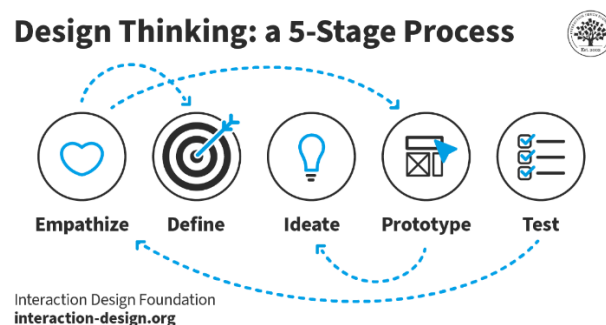 Design Thinking: a 5-Stage Process
Empathize
Define
Ideate
Prototype
Test
Interaction Design Foundation
interaction-design.org